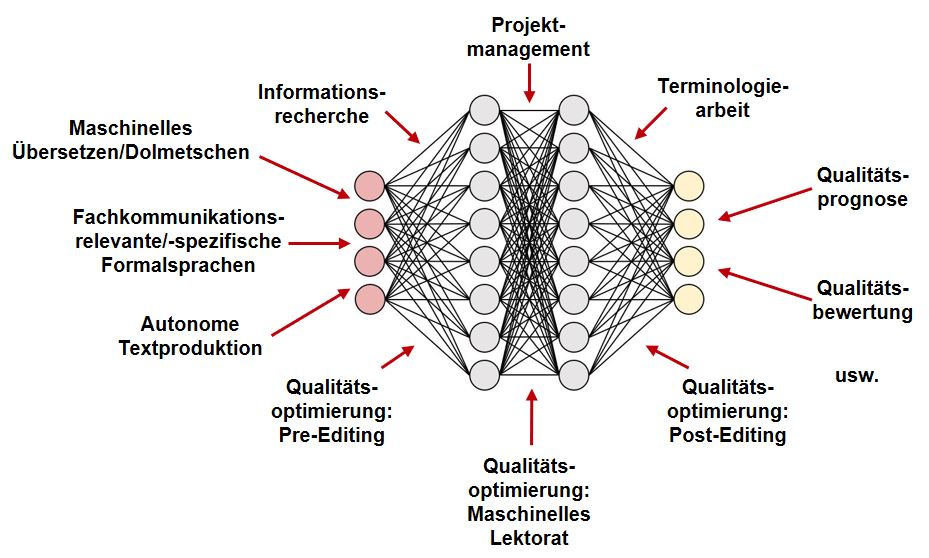 Projekt-
management
Informations-
recherche
Terminologie-
arbeit
Maschinelles
Übersetzen/Dolmetschen
Qualitäts-
prognose
Fachkommunikations-
relevante/-spezifische
Formalsprachen
Qualitäts-
bewertung
Autonome
Textproduktion
usw.
Qualitäts-
optimierung:
Pre-Editing
Qualitäts-
optimierung:
Post-Editing
Qualitäts-
optimierung:
Maschinelles
Lektorat